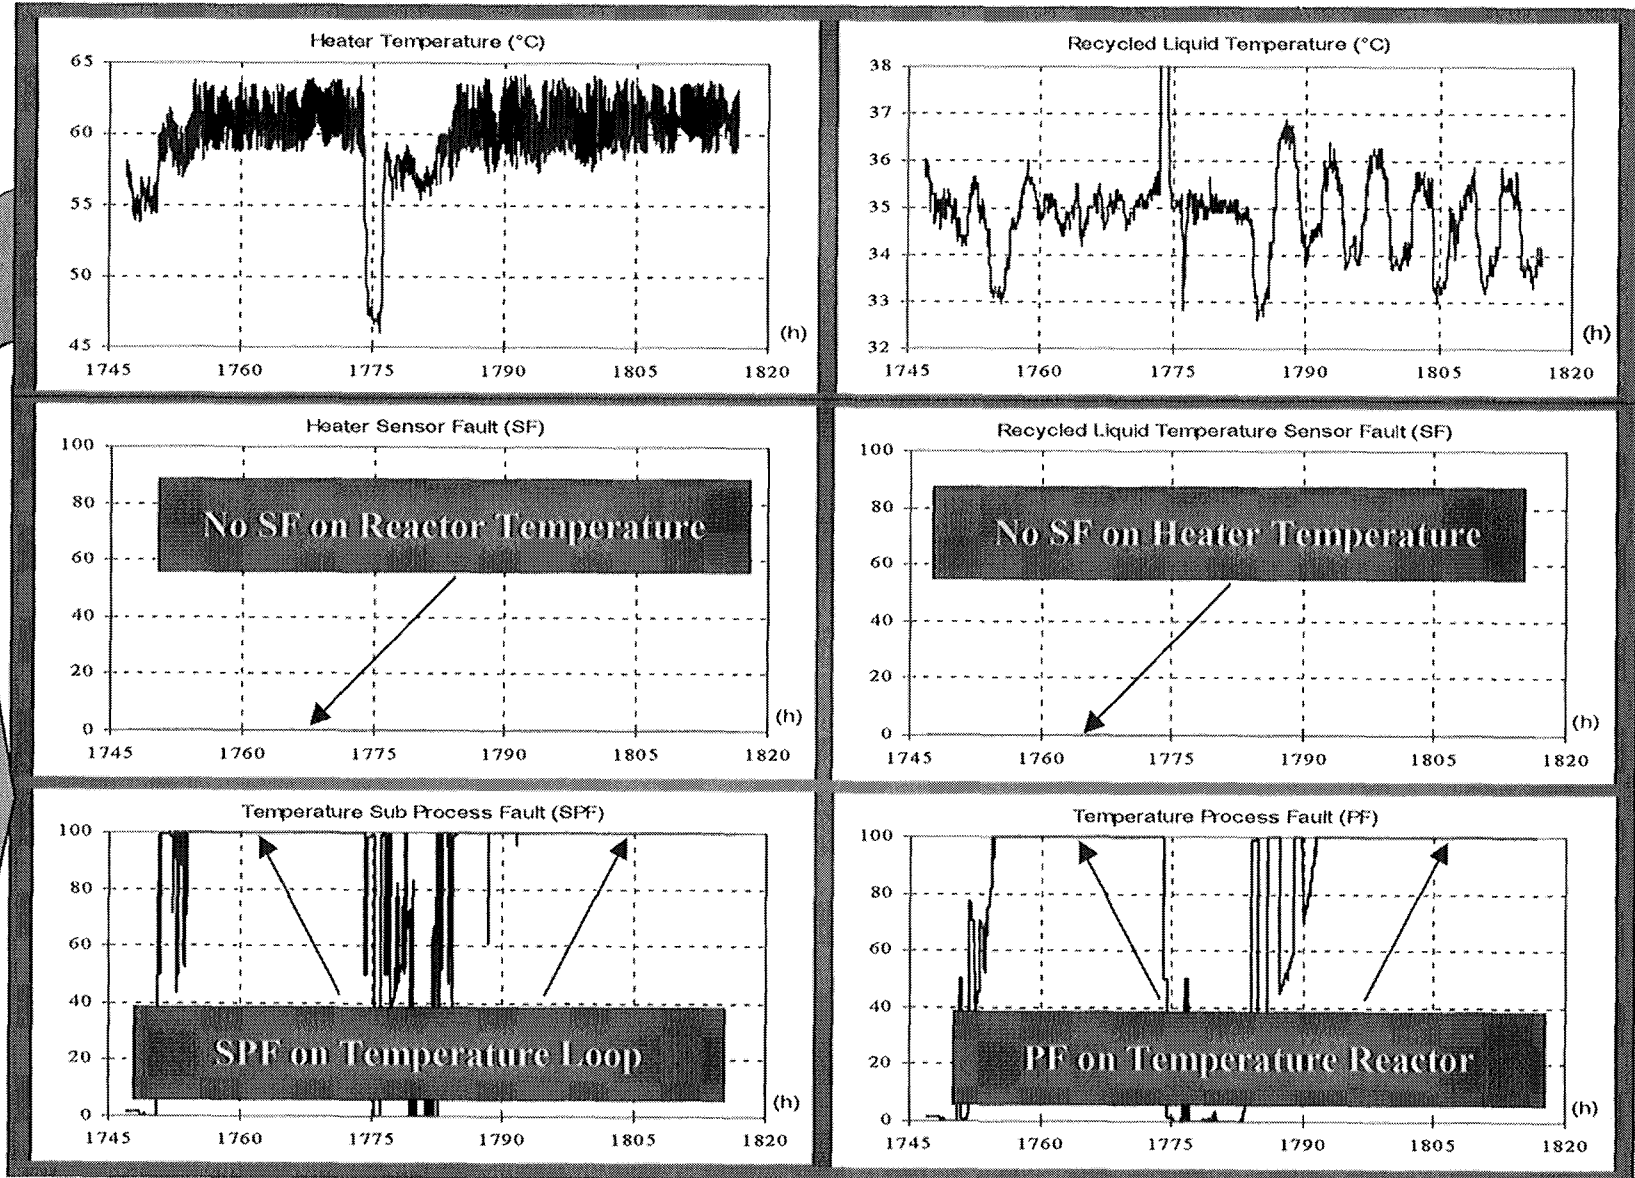 Heater Temperature (°C)
65
60
55
50
45
(h)
1745 1760 1775 1790 1805 1820
Recycled Liquid Temperature (°C)
38
37
36
35
34
33
32
(h)
1745 1760 1775 1790 1805 1820
Heater Sensor Fault (SF)
100
80
No SF on Reactor Temperature
60
40
20
0
(h)
1745 1760 1775 1790 1805 1820
Recycled Liquid Temperature Sensor Fault (SF)
100
80
No SF on Heater Temperature
60
40
20
0
(h)
1745 1760 1775 1790 1805 1820
Temperature Sub Process Fault (SPF)
100
80
60
40
SPF on Temperature Loop
20
0
(h)
1745 1760 1775 1790 1805 1820
Temperature Process Fault (PF)
100
80
60
40
PF on Temperature Reactor
20
0
(h)
1745 1760 1775 1790 1805 1820